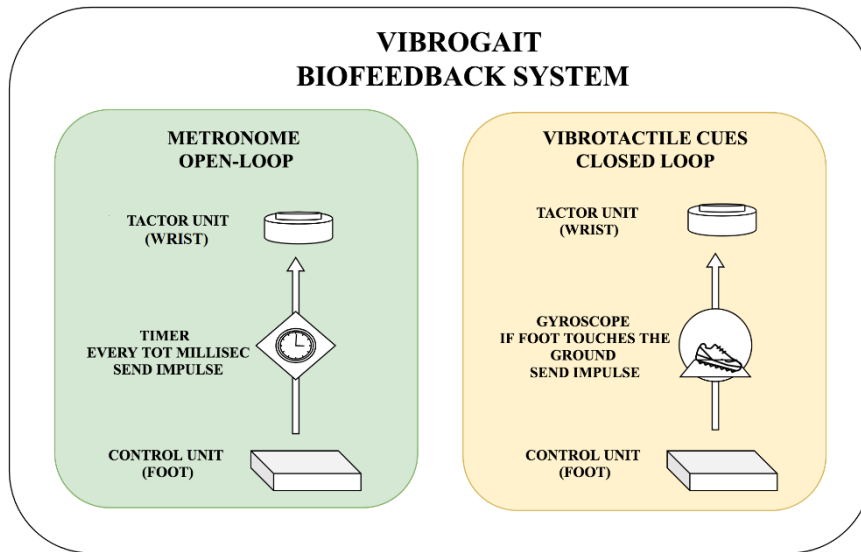 VIBROGAIT
BIOFEEDBACK SYSTEM
METRONOME
OPEN-LOOP
TACTOR UNIT
(WRIST)
TIMER
EVERY TOT MILLISEC
SEND IMPULSE
CONTROL UNIT
(FOOT)
VIBROTACTILE CUES
CLOSED LOOP
TACTOR UNIT
(WRIST)
GYROSCOPE
IF FOOT TOUCHES THE
GROUND
SEND IMPULSE
CONTROL UNIT
(FOOT)